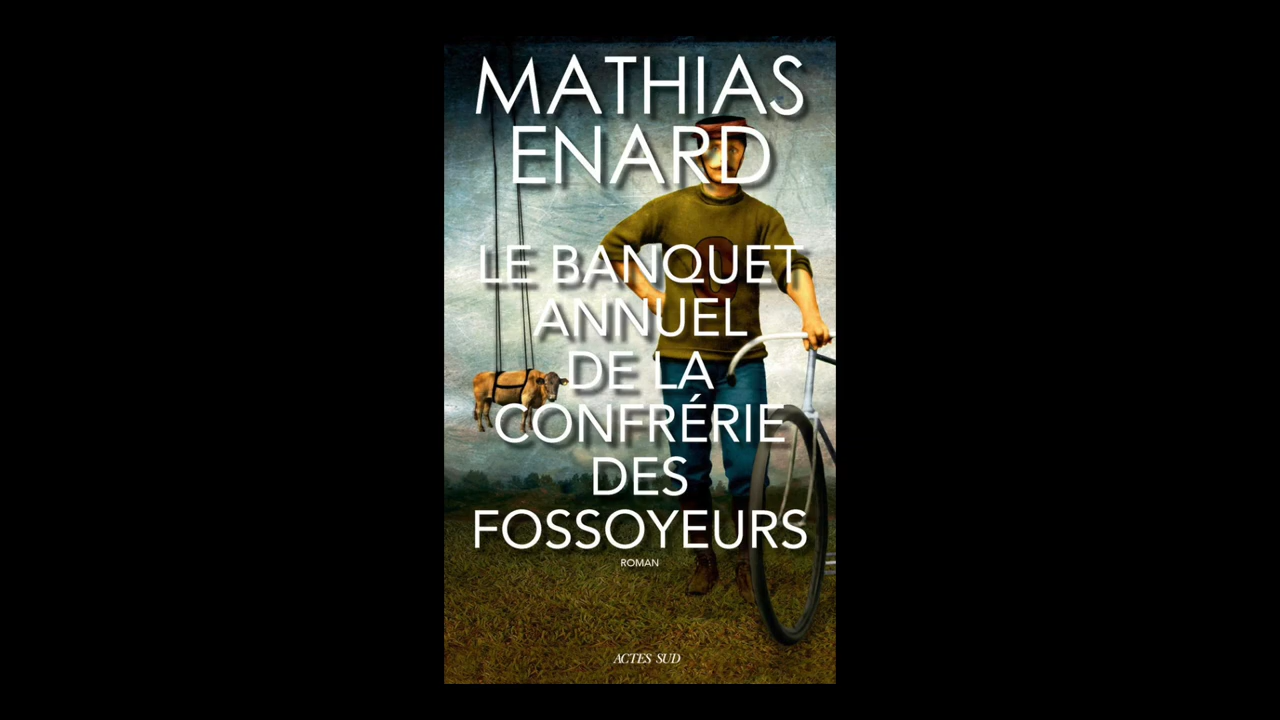 MATHIAS
ENARD
LE BANQUET
ANNUEL
DE LA
CONFRÉRIE
DES
FOSSOYEURS
ROMAN
ACTES SUD